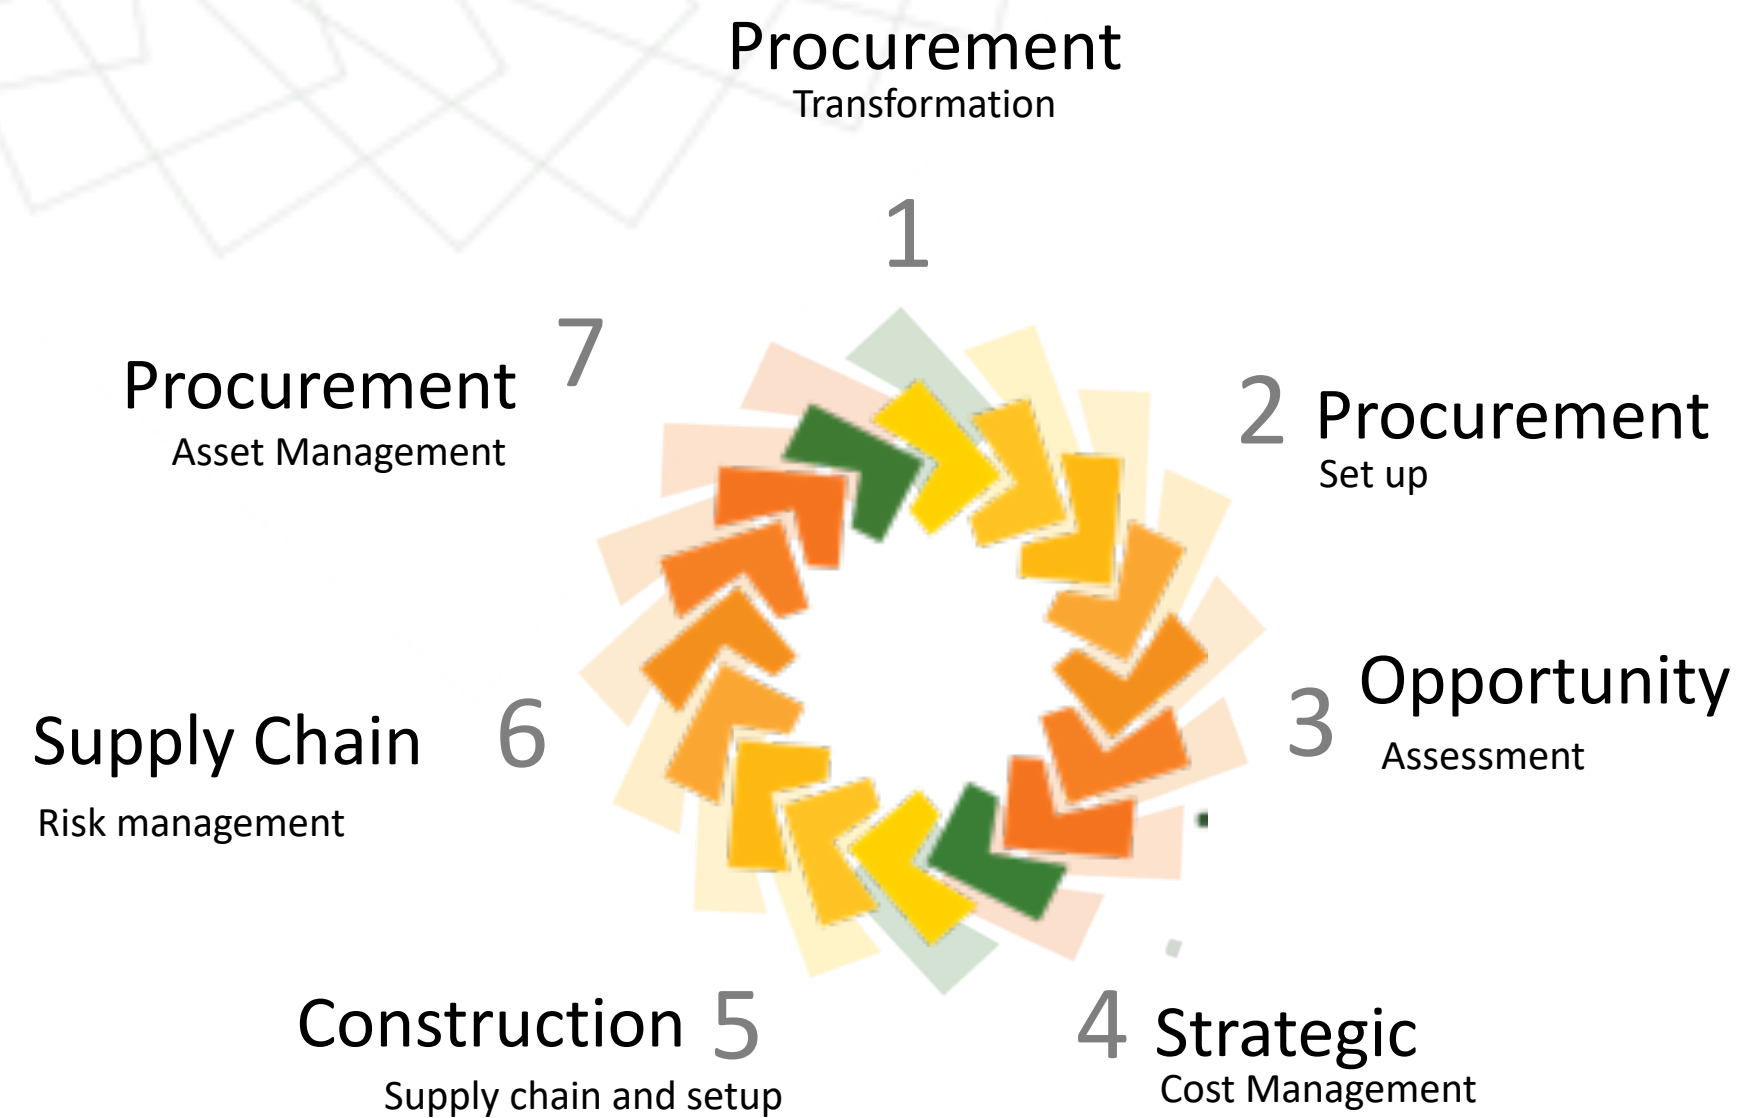 Procurement
Transformation
1
2
Procurement
Set up
3
Opportunity
Assessment
4
Strategic
Cost Management
5
Construction
Supply chain and setup
6
Supply Chain
Risk management
7
Procurement
Asset Management